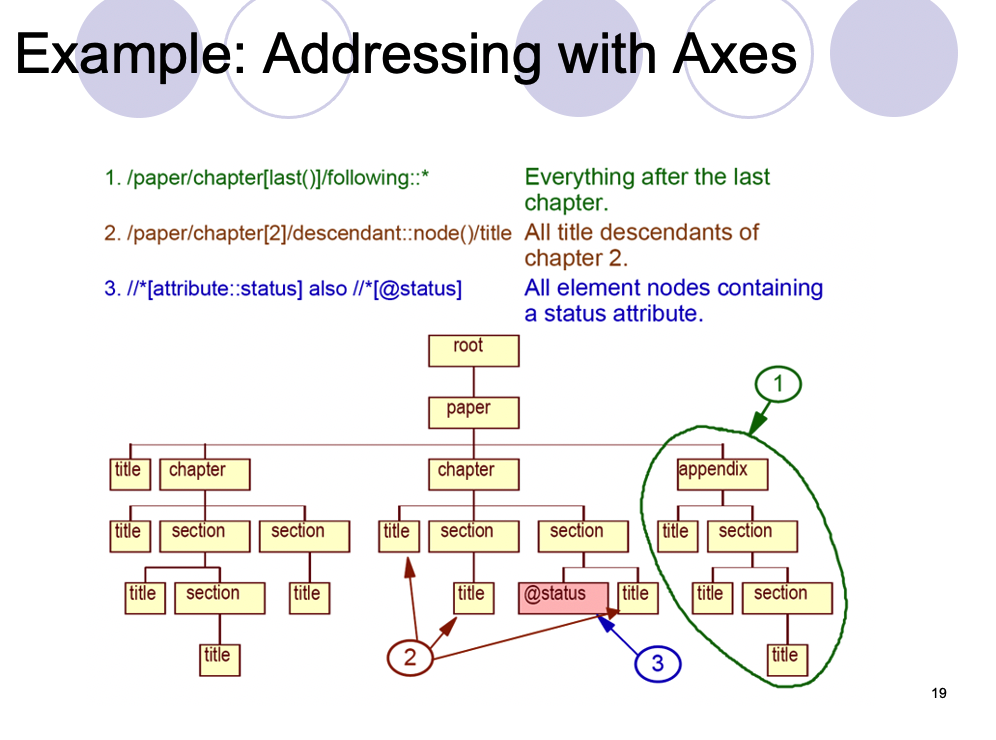 Example: Addressing with Axes
1. /paper/chapter[last()]/following::*
Everything after the last
chapter.
2. /paper/chapter[2]/descendant::node()/title
All title descendants of
chapter 2.
3. //*[attribute::status] also //*[@status]
All element nodes containing
a status attribute.
root
1
paper
title chapter chapter appendix
title section section title section section title section
title section title title @status title title section
title 2 3 title
19